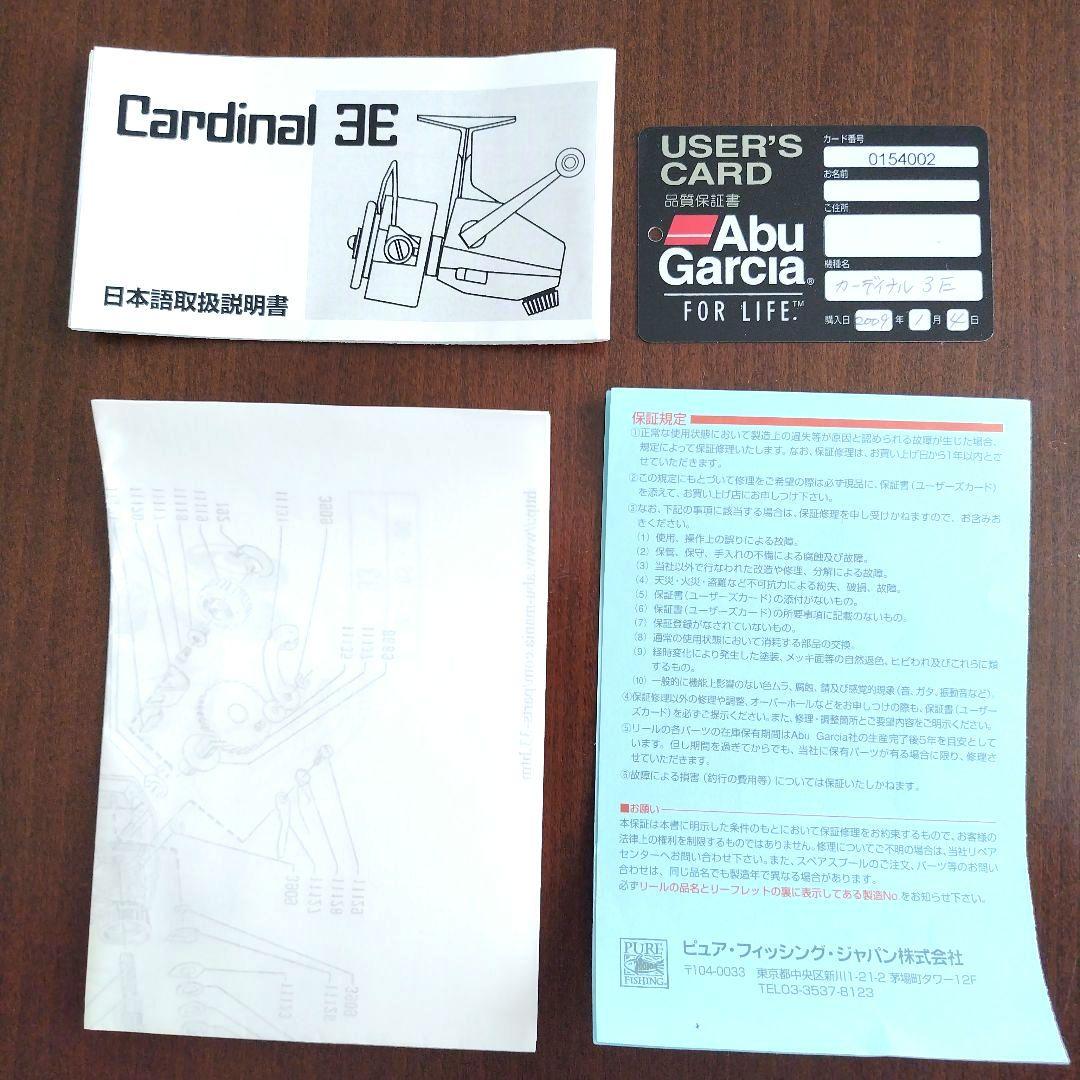 Cardinal 3E
日本語取扱説明書
USER'S
CARD
品質保証書
Abu
Garcia®
FOR LIFE.™
カード番号
0154002
お名前
ご住所
機種名
カーディナル 3E
購入日 2009 年 1 月 4 日
保証規定
①正常な使用状態において製造上の過失等が原因と認められる故障が生じた場合、
規定によって保証修理いたします。なお、保証修理は、お買い上げ日から1年以内とさ
せていただきます。
②この規定にもとづいて修理をご希望の際は必ず現品に、保証書(ユーザーズカード)
を添えて、お買い上げ店にお申しつけ下さい。
③なお、下記の事項に該当する場合は、保証修理を申し受けかねますので、お含みお
きください。
(1) 使用、操作上の誤りによる故障。
(2) 保管、保守、手入れの不備による腐蝕及び故障。
(3) 当社以外で行なわれた改造や修理、分解による故障。
(4) 天災・火災・盗難など不可抗力による紛失、破損、故障。
(5) 保証書(ユーザーズカード)の添付がないもの。
(6) 保証書(ユーザーズカード)の所要事項に記載のないもの。
(7) 保証登録がなされていないもの。
(8) 通常の使用状態において消耗する部品の交換。
(9) 経時変化により発生した塗装、メッキ面等の自然退色、ヒビわれ及びこれらに類
するもの。
(10) 一般的に機能上影響のない色ムラ、腐蝕、錆及び感覚的現象(音、ガタ、振動音など)。
④保証修理以外の修理や調整、オーバーホールなどをお申しつけの際も、保証書(ユーザー
ズカード)を必ずご提示ください。また、修理・調整箇所とご要望内容をご明示ください。
⑤リールの各パーツの在庫保有期間はAbu Garcia社の生産完了後5年を目安として
います。但し期間を過ぎてからでも、当社に保有パーツが有る場合に限り、修理さ
せていただきます。
⑥故障による損害(釣行の費用等)については保証いたしかねます。
■お願い
本保証は本書に明示した条件のもとにおいて保証修理をお約束するもので、お客様の
法律上の権利を制限するものではありません。修理についてご不明の場合は、当社リペア
センターへお問い合わせ下さい。また、スペアスプールのご注文、パーツ等のお問い
合わせは、同じ品名でも製造年で異なる場合があります。
必ずリールの品名とリーフレットの裏に表示してある製造No.をお知らせ下さい。
PURE
FISHING
ピュア・フィッシング・ジャパン株式会社
〒104-0033 東京都中央区新川1-21-2 茅場町タワー12F
TEL03-3537-8123
http://www.abu-mania.com/parts-33.htm
3909
11131
192
11119
11118
11117
11120
8693
11137
11135
11129
11128
11127
3909
3909
11126
11123